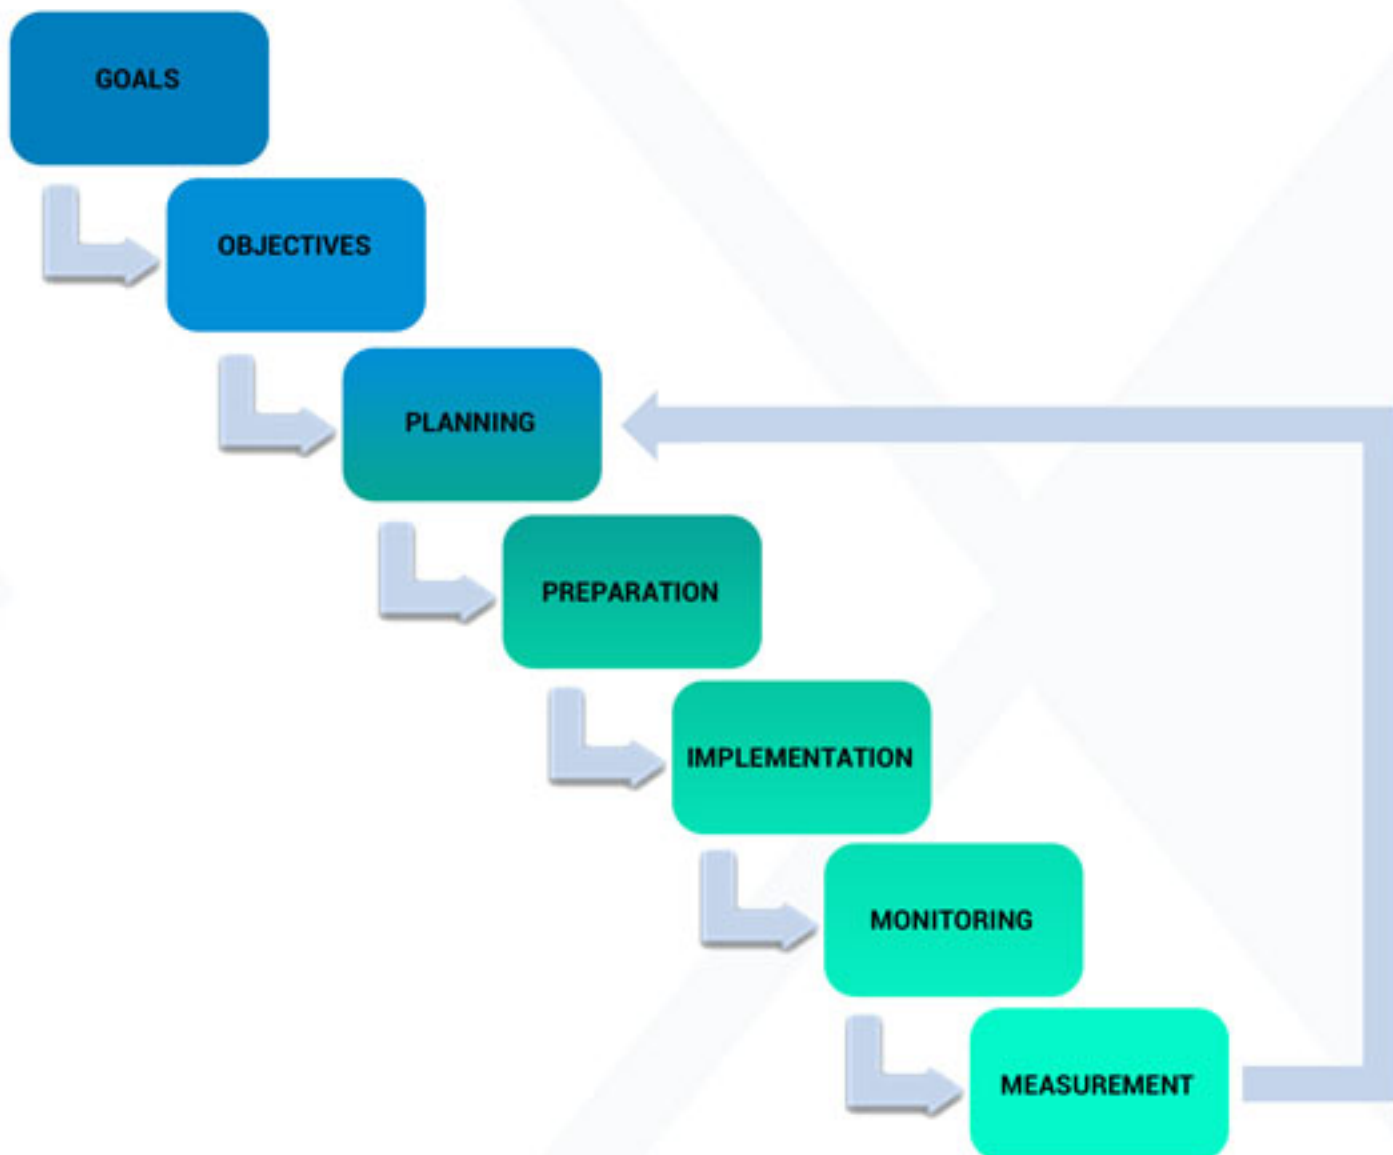 GOALS
OBJECTIVES
PLANNING
PREPARATION
IMPLEMENTATION
MONITORING
MEASUREMENT